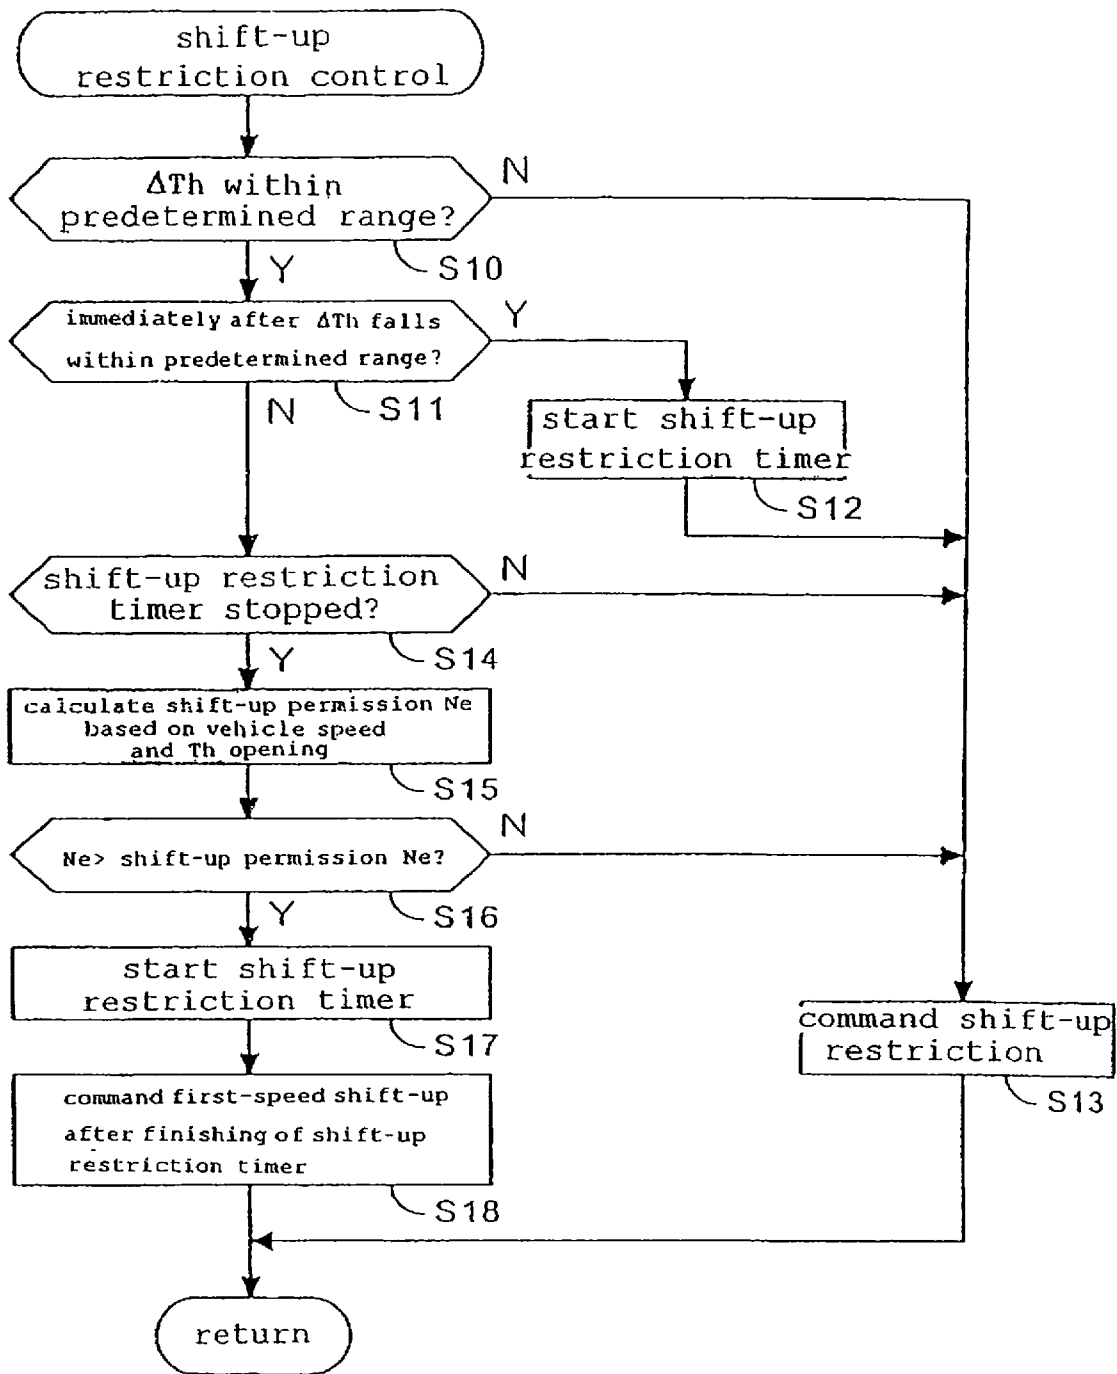 shift-up
restriction control
ΔTh within
predetermined range?
N
S10
Y
immediately after ΔTh falls
within predetermined range?
Y
S11
N
start shift-up
restriction timer
S12
shift-up restriction
timer stopped?
N
S14
Y
calculate shift-up permission Ne
based on vehicle speed
and Th opening
S15
Ne> shift-up permission Ne?
N
S16
Y
start shift-up
restriction timer
S17
command shift-up
restriction
S13
command first-speed shift-up
after finishing of shift-up
restriction timer
S18
return